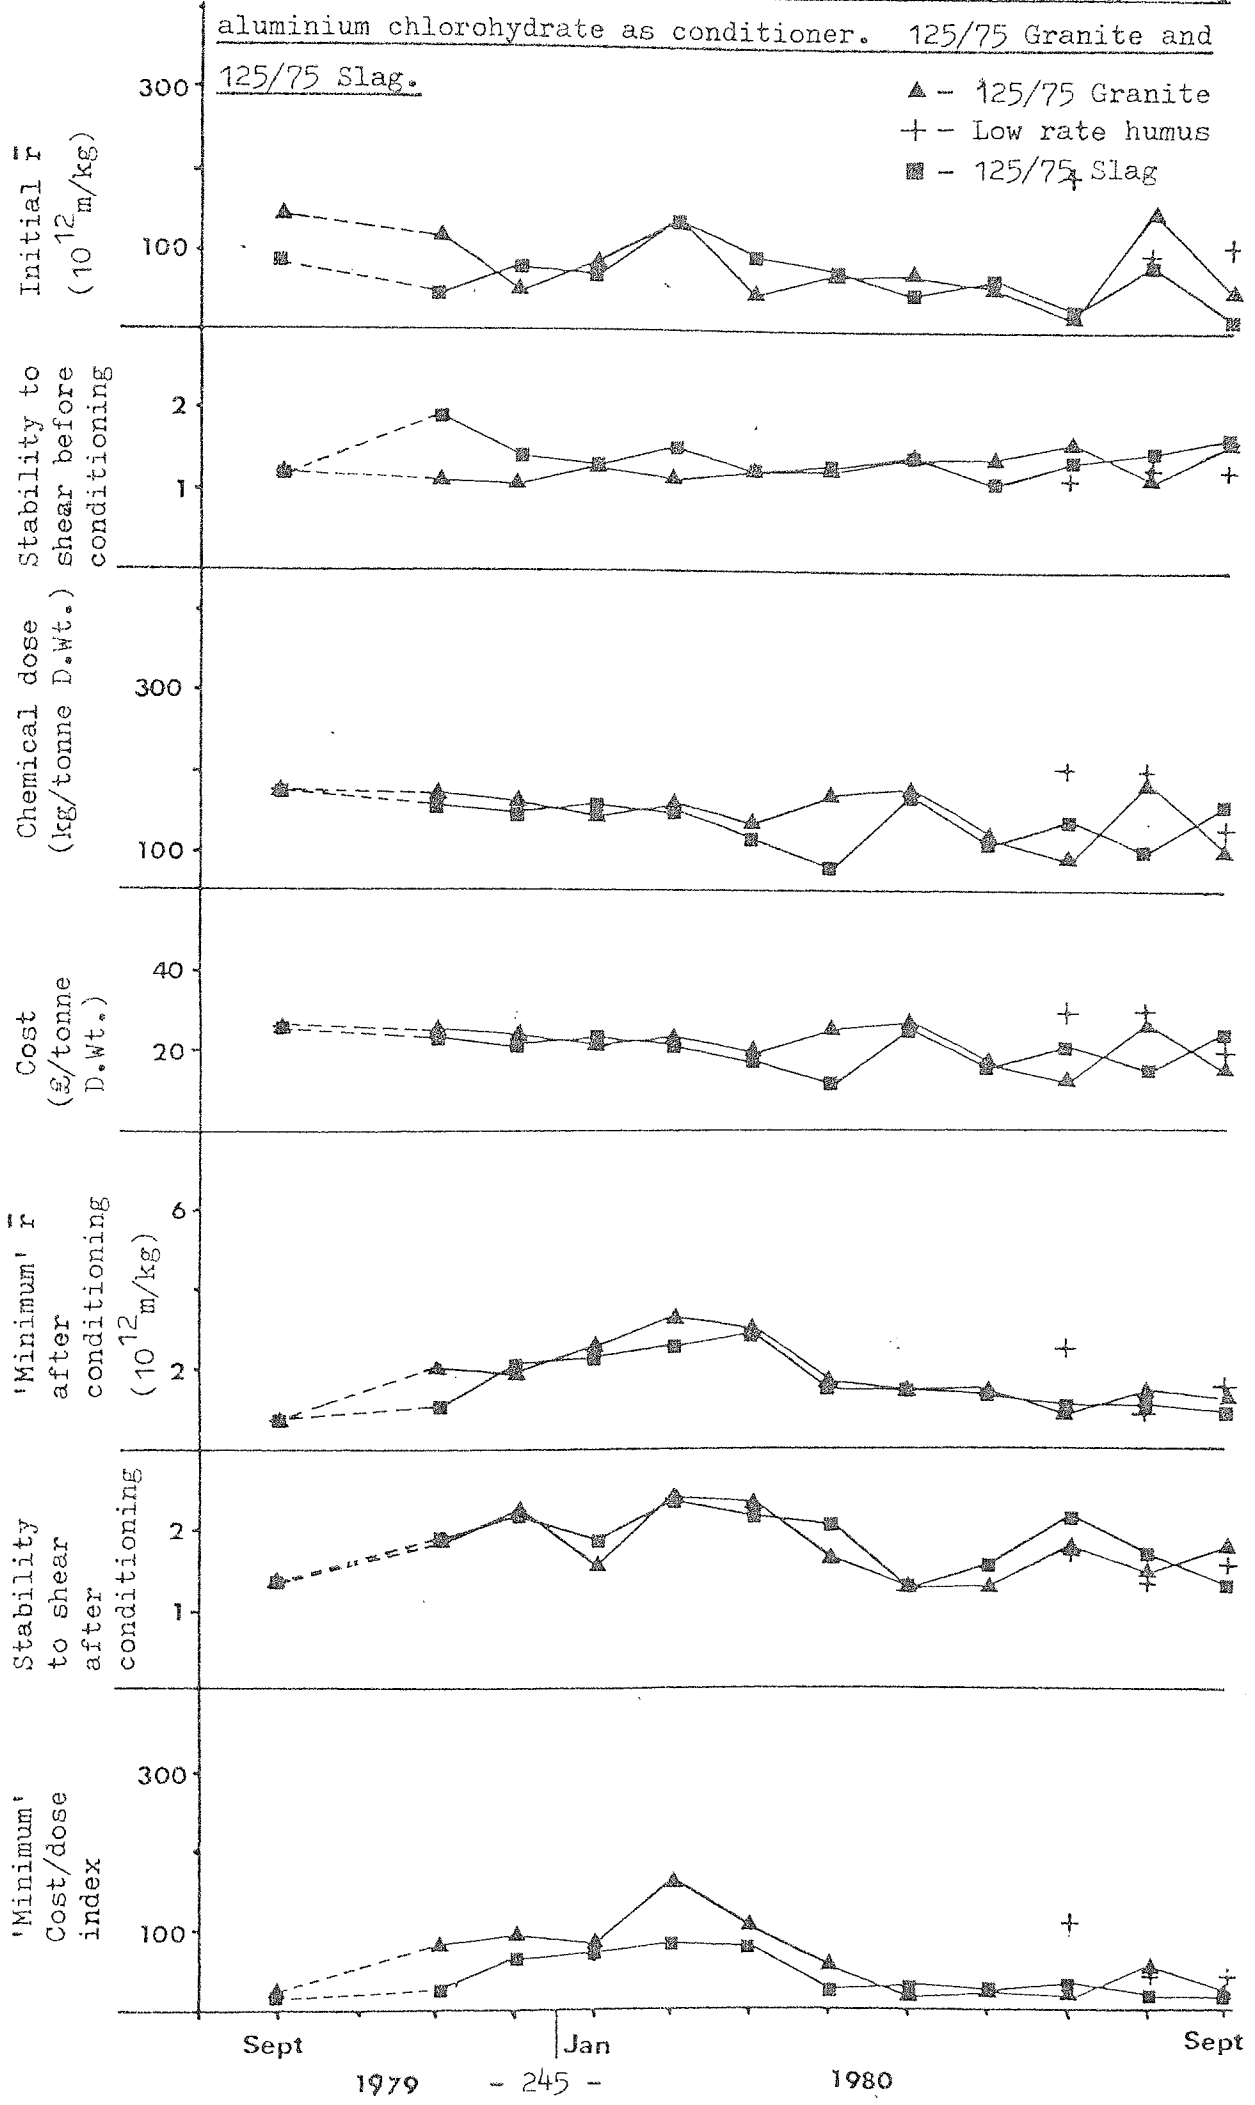 aluminium chlorohydrate as conditioner. 125/75 Granite and
125/75 Slag.
▲ - 125/75 Granite
+ - Low rate humus
■ - 125/75 Slag
Initial r̄
(10¹²m/kg)
300
100
Stability to
shear before
conditioning
2
1
Chemical dose
(kg/tonne D.Wt.)
300
100
Cost
(£/tonne
D.Wt.)
40
20
'Minimum' r̄
after
conditioning
(10¹²m/kg)
6
2
Stability
to shear
after
conditioning
2
1
'Minimum'
Cost/dose
index
300
100
Sept
Jan
Sept
1979
- 245 -
1980